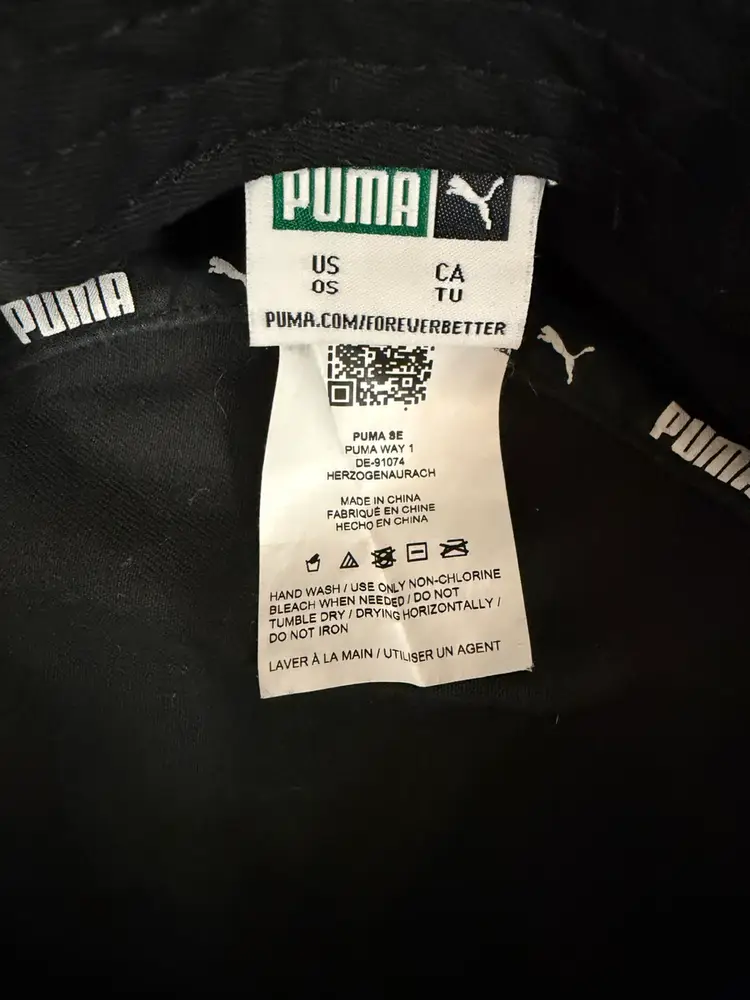 PUMA
US
OS
CA
TU
PUMA.COM/FOREVERBETTER
PUMA
PUMA
PUMA SE
PUMA WAY 1
DE-91074
HERZOGENAURACH
MADE IN CHINA
FABRIQUÉ EN CHINE
HECHO EN CHINA
HAND WASH / USE ONLY NON-CHLORINE
BLEACH WHEN NEEDED / DO NOT
TUMBLE DRY / DRYING HORIZONTALLY /
DO NOT IRON
LAVER À LA MAIN / UTILISER UN AGENT